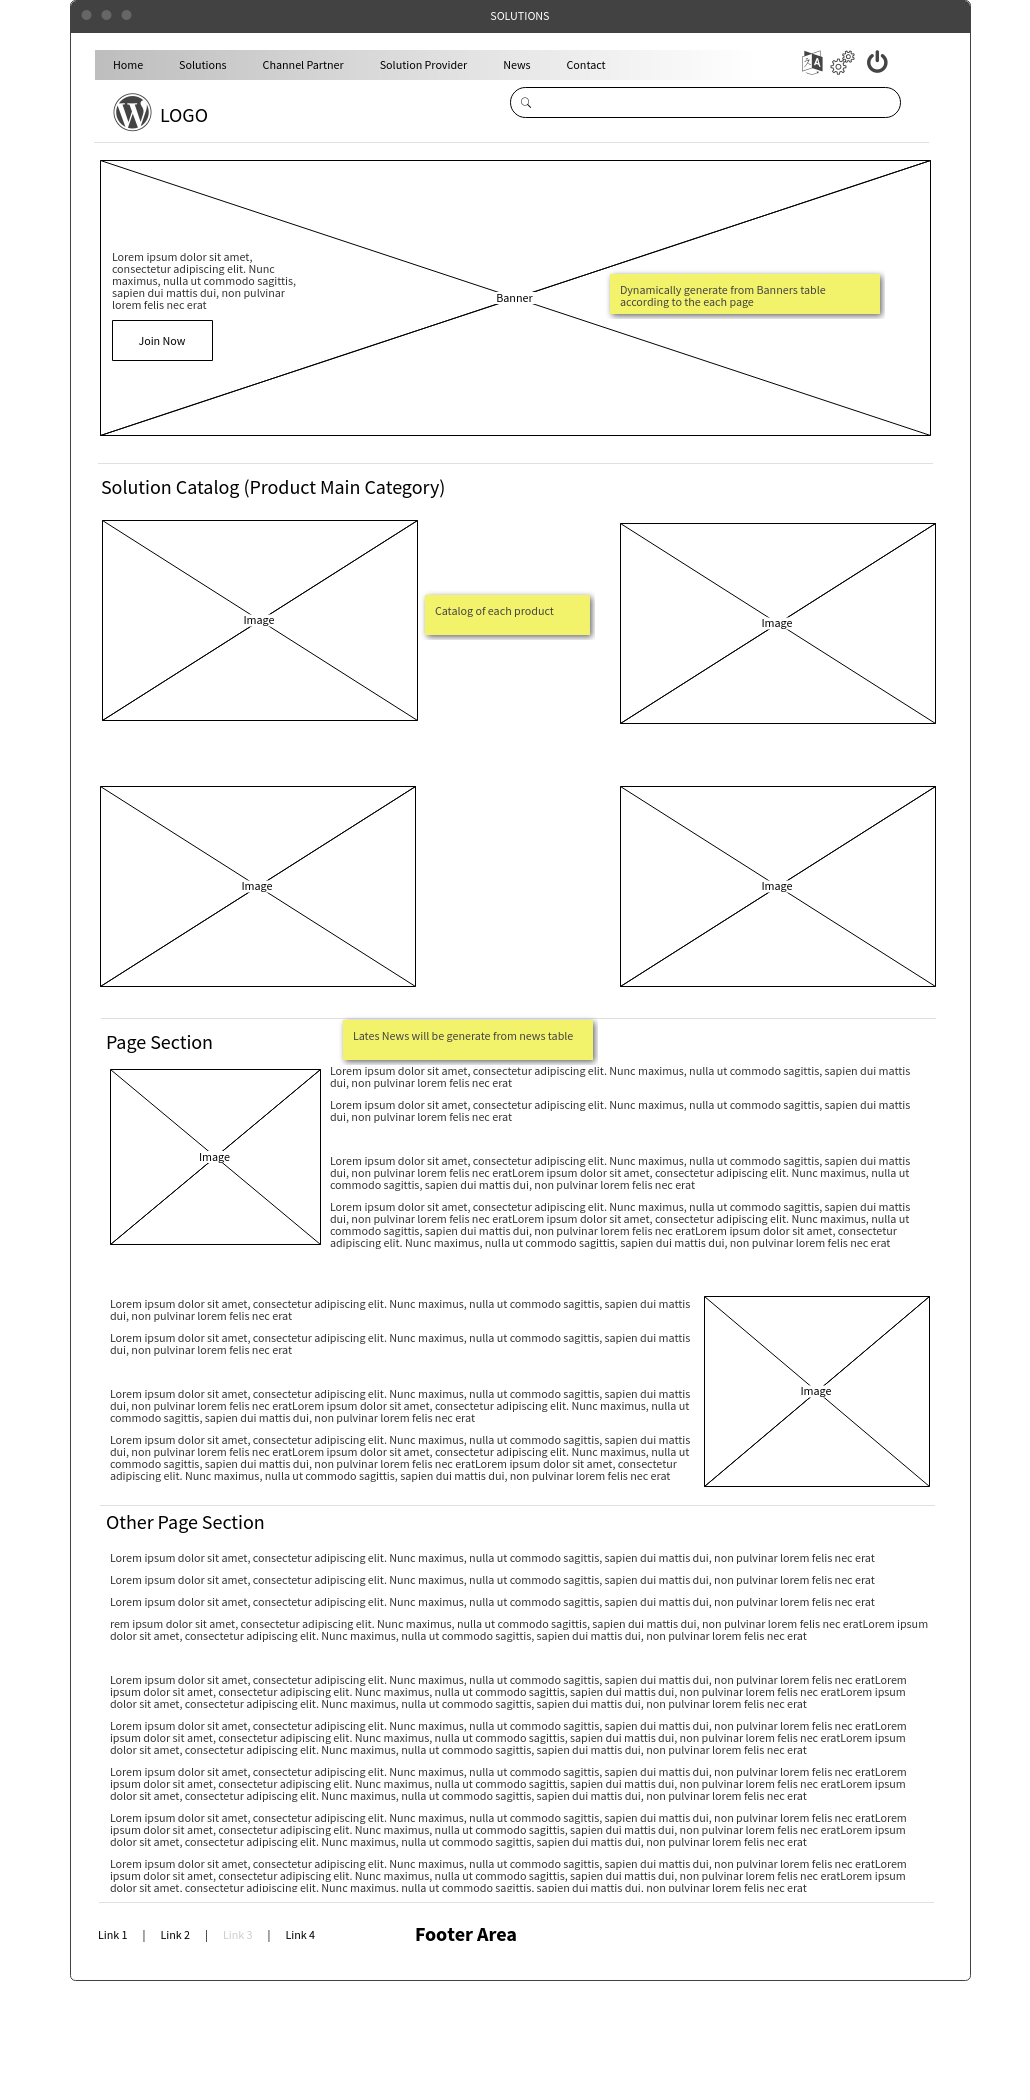 SOLUTIONS
Home Solutions Channel Partner Solution Provider News Contact
LOGO
Lorem ipsum dolor sit amet,
consectetur adipiscing elit. Nunc
maximus, nulla ut commodo sagittis,
sapien dui mattis dui, non pulvinar
lorem felis nec erat
Join Now
Banner
Dynamically generate from Banners table
according to the each page
Solution Catalog (Product Main Category)
Image
Catalog of each product
Image
Image
Image
Page Section
Lates News will be generate from news table
Image
Lorem ipsum dolor sit amet, consectetur adipiscing elit. Nunc maximus, nulla ut commodo sagittis, sapien dui mattis
dui, non pulvinar lorem felis nec erat
Lorem ipsum dolor sit amet, consectetur adipiscing elit. Nunc maximus, nulla ut commodo sagittis, sapien dui mattis
dui, non pulvinar lorem felis nec erat
Lorem ipsum dolor sit amet, consectetur adipiscing elit. Nunc maximus, nulla ut commodo sagittis, sapien dui mattis
dui, non pulvinar lorem felis nec eratLorem ipsum dolor sit amet, consectetur adipiscing elit. Nunc maximus, nulla ut
commodo sagittis, sapien dui mattis dui, non pulvinar lorem felis nec erat
Lorem ipsum dolor sit amet, consectetur adipiscing elit. Nunc maximus, nulla ut commodo sagittis, sapien dui mattis
dui, non pulvinar lorem felis nec eratLorem ipsum dolor sit amet, consectetur adipiscing elit. Nunc maximus, nulla ut
commodo sagittis, sapien dui mattis dui, non pulvinar lorem felis nec eratLorem ipsum dolor sit amet, consectetur
adipiscing elit. Nunc maximus, nulla ut commodo sagittis, sapien dui mattis dui, non pulvinar lorem felis nec erat
Lorem ipsum dolor sit amet, consectetur adipiscing elit. Nunc maximus, nulla ut commodo sagittis, sapien dui mattis
dui, non pulvinar lorem felis nec erat
Lorem ipsum dolor sit amet, consectetur adipiscing elit. Nunc maximus, nulla ut commodo sagittis, sapien dui mattis
dui, non pulvinar lorem felis nec erat
Lorem ipsum dolor sit amet, consectetur adipiscing elit. Nunc maximus, nulla ut commodo sagittis, sapien dui mattis
dui, non pulvinar lorem felis nec eratLorem ipsum dolor sit amet, consectetur adipiscing elit. Nunc maximus, nulla ut
commodo sagittis, sapien dui mattis dui, non pulvinar lorem felis nec erat
Lorem ipsum dolor sit amet, consectetur adipiscing elit. Nunc maximus, nulla ut commodo sagittis, sapien dui mattis
dui, non pulvinar lorem felis nec eratLorem ipsum dolor sit amet, consectetur adipiscing elit. Nunc maximus, nulla ut
commodo sagittis, sapien dui mattis dui, non pulvinar lorem felis nec eratLorem ipsum dolor sit amet, consectetur
adipiscing elit. Nunc maximus, nulla ut commodo sagittis, sapien dui mattis dui, non pulvinar lorem felis nec erat
Image
Other Page Section
Lorem ipsum dolor sit amet, consectetur adipiscing elit. Nunc maximus, nulla ut commodo sagittis, sapien dui mattis dui, non pulvinar lorem felis nec erat
Lorem ipsum dolor sit amet, consectetur adipiscing elit. Nunc maximus, nulla ut commodo sagittis, sapien dui mattis dui, non pulvinar lorem felis nec erat
Lorem ipsum dolor sit amet, consectetur adipiscing elit. Nunc maximus, nulla ut commodo sagittis, sapien dui mattis dui, non pulvinar lorem felis nec erat
rem ipsum dolor sit amet, consectetur adipiscing elit. Nunc maximus, nulla ut commodo sagittis, sapien dui mattis dui, non pulvinar lorem felis nec eratLorem ipsum
dolor sit amet, consectetur adipiscing elit. Nunc maximus, nulla ut commodo sagittis, sapien dui mattis dui, non pulvinar lorem felis nec erat
Lorem ipsum dolor sit amet, consectetur adipiscing elit. Nunc maximus, nulla ut commodo sagittis, sapien dui mattis dui, non pulvinar lorem felis nec eratLorem
ipsum dolor sit amet, consectetur adipiscing elit. Nunc maximus, nulla ut commodo sagittis, sapien dui mattis dui, non pulvinar lorem felis nec eratLorem ipsum
dolor sit amet, consectetur adipiscing elit. Nunc maximus, nulla ut commodo sagittis, sapien dui mattis dui, non pulvinar lorem felis nec erat
Lorem ipsum dolor sit amet, consectetur adipiscing elit. Nunc maximus, nulla ut commodo sagittis, sapien dui mattis dui, non pulvinar lorem felis nec eratLorem
ipsum dolor sit amet, consectetur adipiscing elit. Nunc maximus, nulla ut commodo sagittis, sapien dui mattis dui, non pulvinar lorem felis nec eratLorem ipsum
dolor sit amet, consectetur adipiscing elit. Nunc maximus, nulla ut commodo sagittis, sapien dui mattis dui, non pulvinar lorem felis nec erat
Lorem ipsum dolor sit amet, consectetur adipiscing elit. Nunc maximus, nulla ut commodo sagittis, sapien dui mattis dui, non pulvinar lorem felis nec eratLorem
ipsum dolor sit amet, consectetur adipiscing elit. Nunc maximus, nulla ut commodo sagittis, sapien dui mattis dui, non pulvinar lorem felis nec eratLorem ipsum
dolor sit amet, consectetur adipiscing elit. Nunc maximus, nulla ut commodo sagittis, sapien dui mattis dui, non pulvinar lorem felis nec erat
Lorem ipsum dolor sit amet, consectetur adipiscing elit. Nunc maximus, nulla ut commodo sagittis, sapien dui mattis dui, non pulvinar lorem felis nec eratLorem
ipsum dolor sit amet, consectetur adipiscing elit. Nunc maximus, nulla ut commodo sagittis, sapien dui mattis dui, non pulvinar lorem felis nec eratLorem ipsum
dolor sit amet, consectetur adipiscing elit. Nunc maximus, nulla ut commodo sagittis, sapien dui mattis dui, non pulvinar lorem felis nec erat
Lorem ipsum dolor sit amet, consectetur adipiscing elit. Nunc maximus, nulla ut commodo sagittis, sapien dui mattis dui, non pulvinar lorem felis nec eratLorem
ipsum dolor sit amet, consectetur adipiscing elit. Nunc maximus, nulla ut commodo sagittis, sapien dui mattis dui, non pulvinar lorem felis nec eratLorem ipsum
dolor sit amet, consectetur adipiscing elit. Nunc maximus, nulla ut commodo sagittis, sapien dui mattis dui, non pulvinar lorem felis nec erat
Link 1 | Link 2 | Link 3 | Link 4
Footer Area